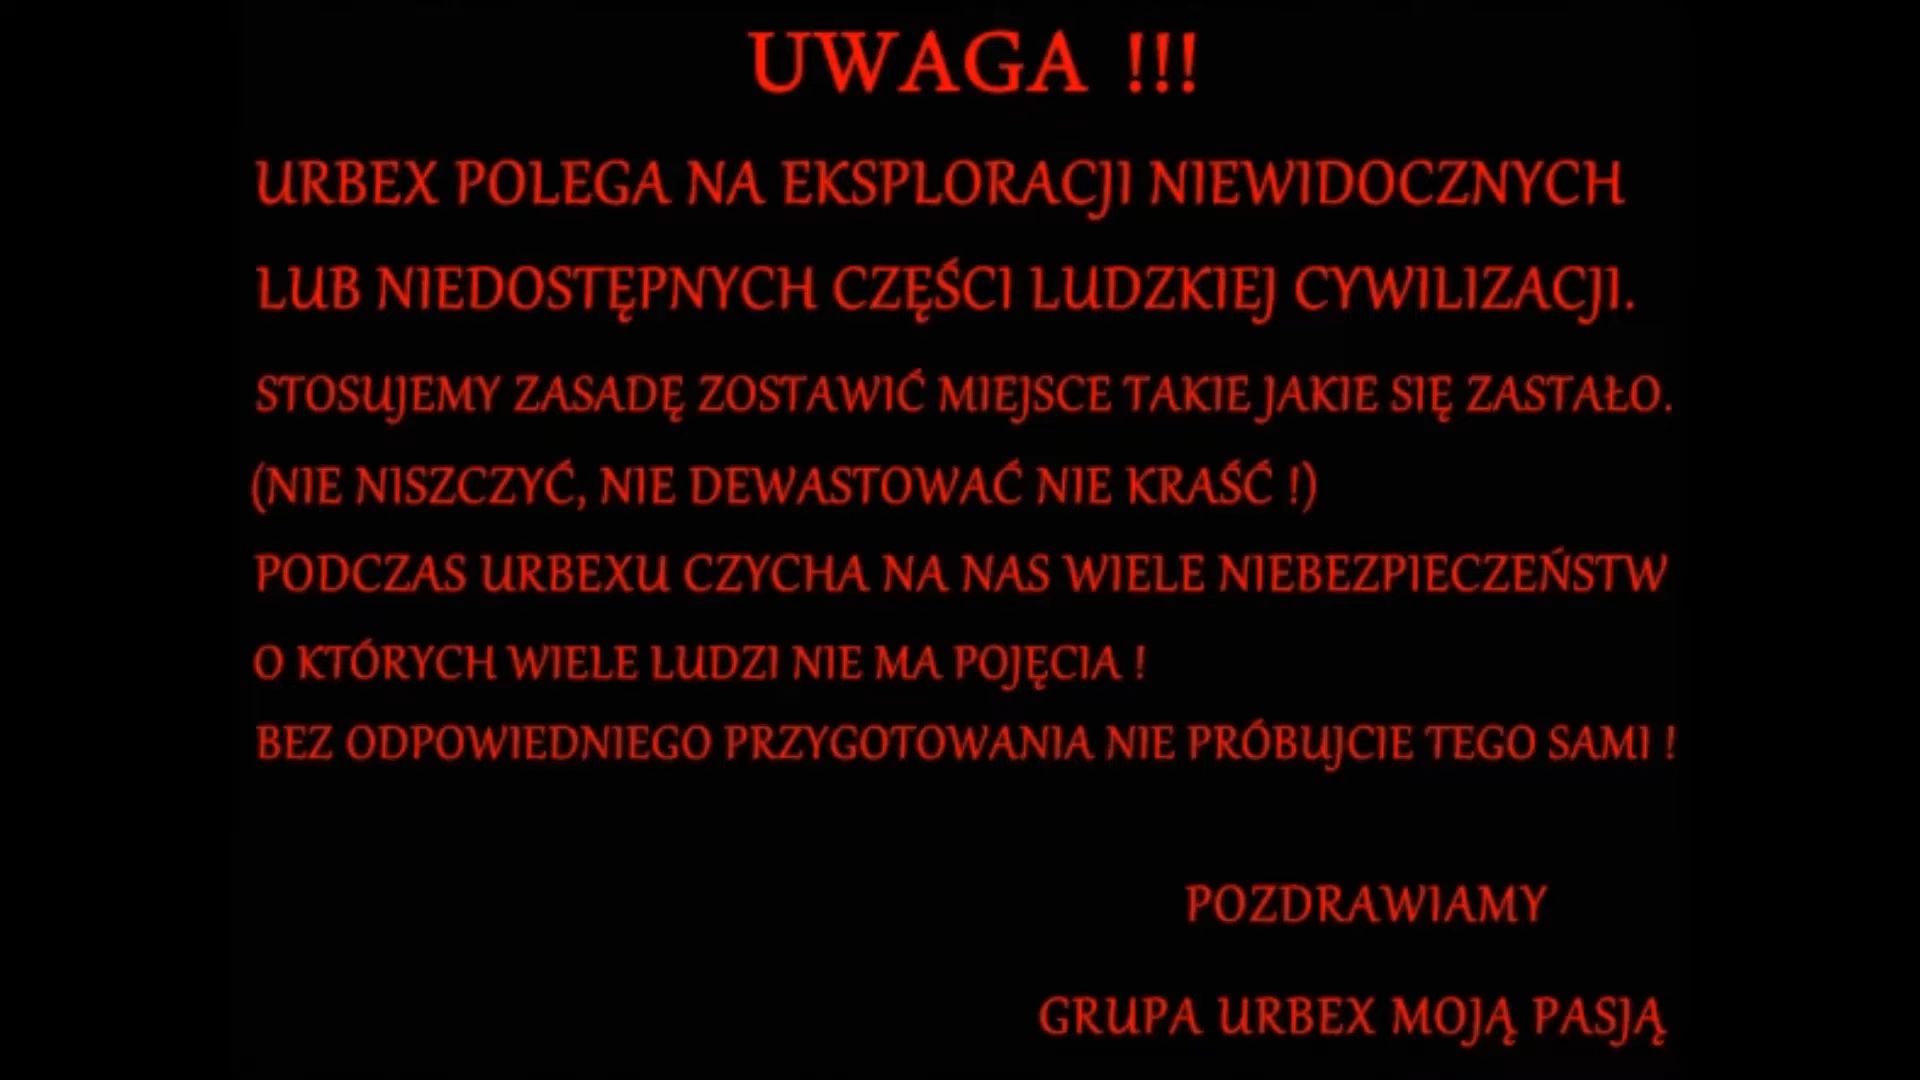 UWAGA !!!
URBEX POLEGA NA EKSPLORACJI NIEWIDOCZNYCH
LUB NIEDOSTĘPNYCH CZĘŚCI LUDZKIEJ CYWILIZACJI.
STOSUJEMY ZASADĘ ZOSTAWIĆ MIEJSCE TAKIE JAKIE SIĘ ZASTAŁO.
(NIE NISZCZYĆ, NIE DEWASTOWAĆ NIE KRAŚĆ !)
PODCZAS URBEXU CZYCHA NA NAS WIELE NIEBEZPIECZEŃSTW
O KTÓRYCH WIELE LUDZI NIE MA POJĘCIA !
BEZ ODPOWIEDNIEGO PRZYGOTOWANIA NIE PRÓBUJCIE TEGO SAMI !
POZDRAWIAMY
GRUPA URBEX MOJĄ PASJĄ